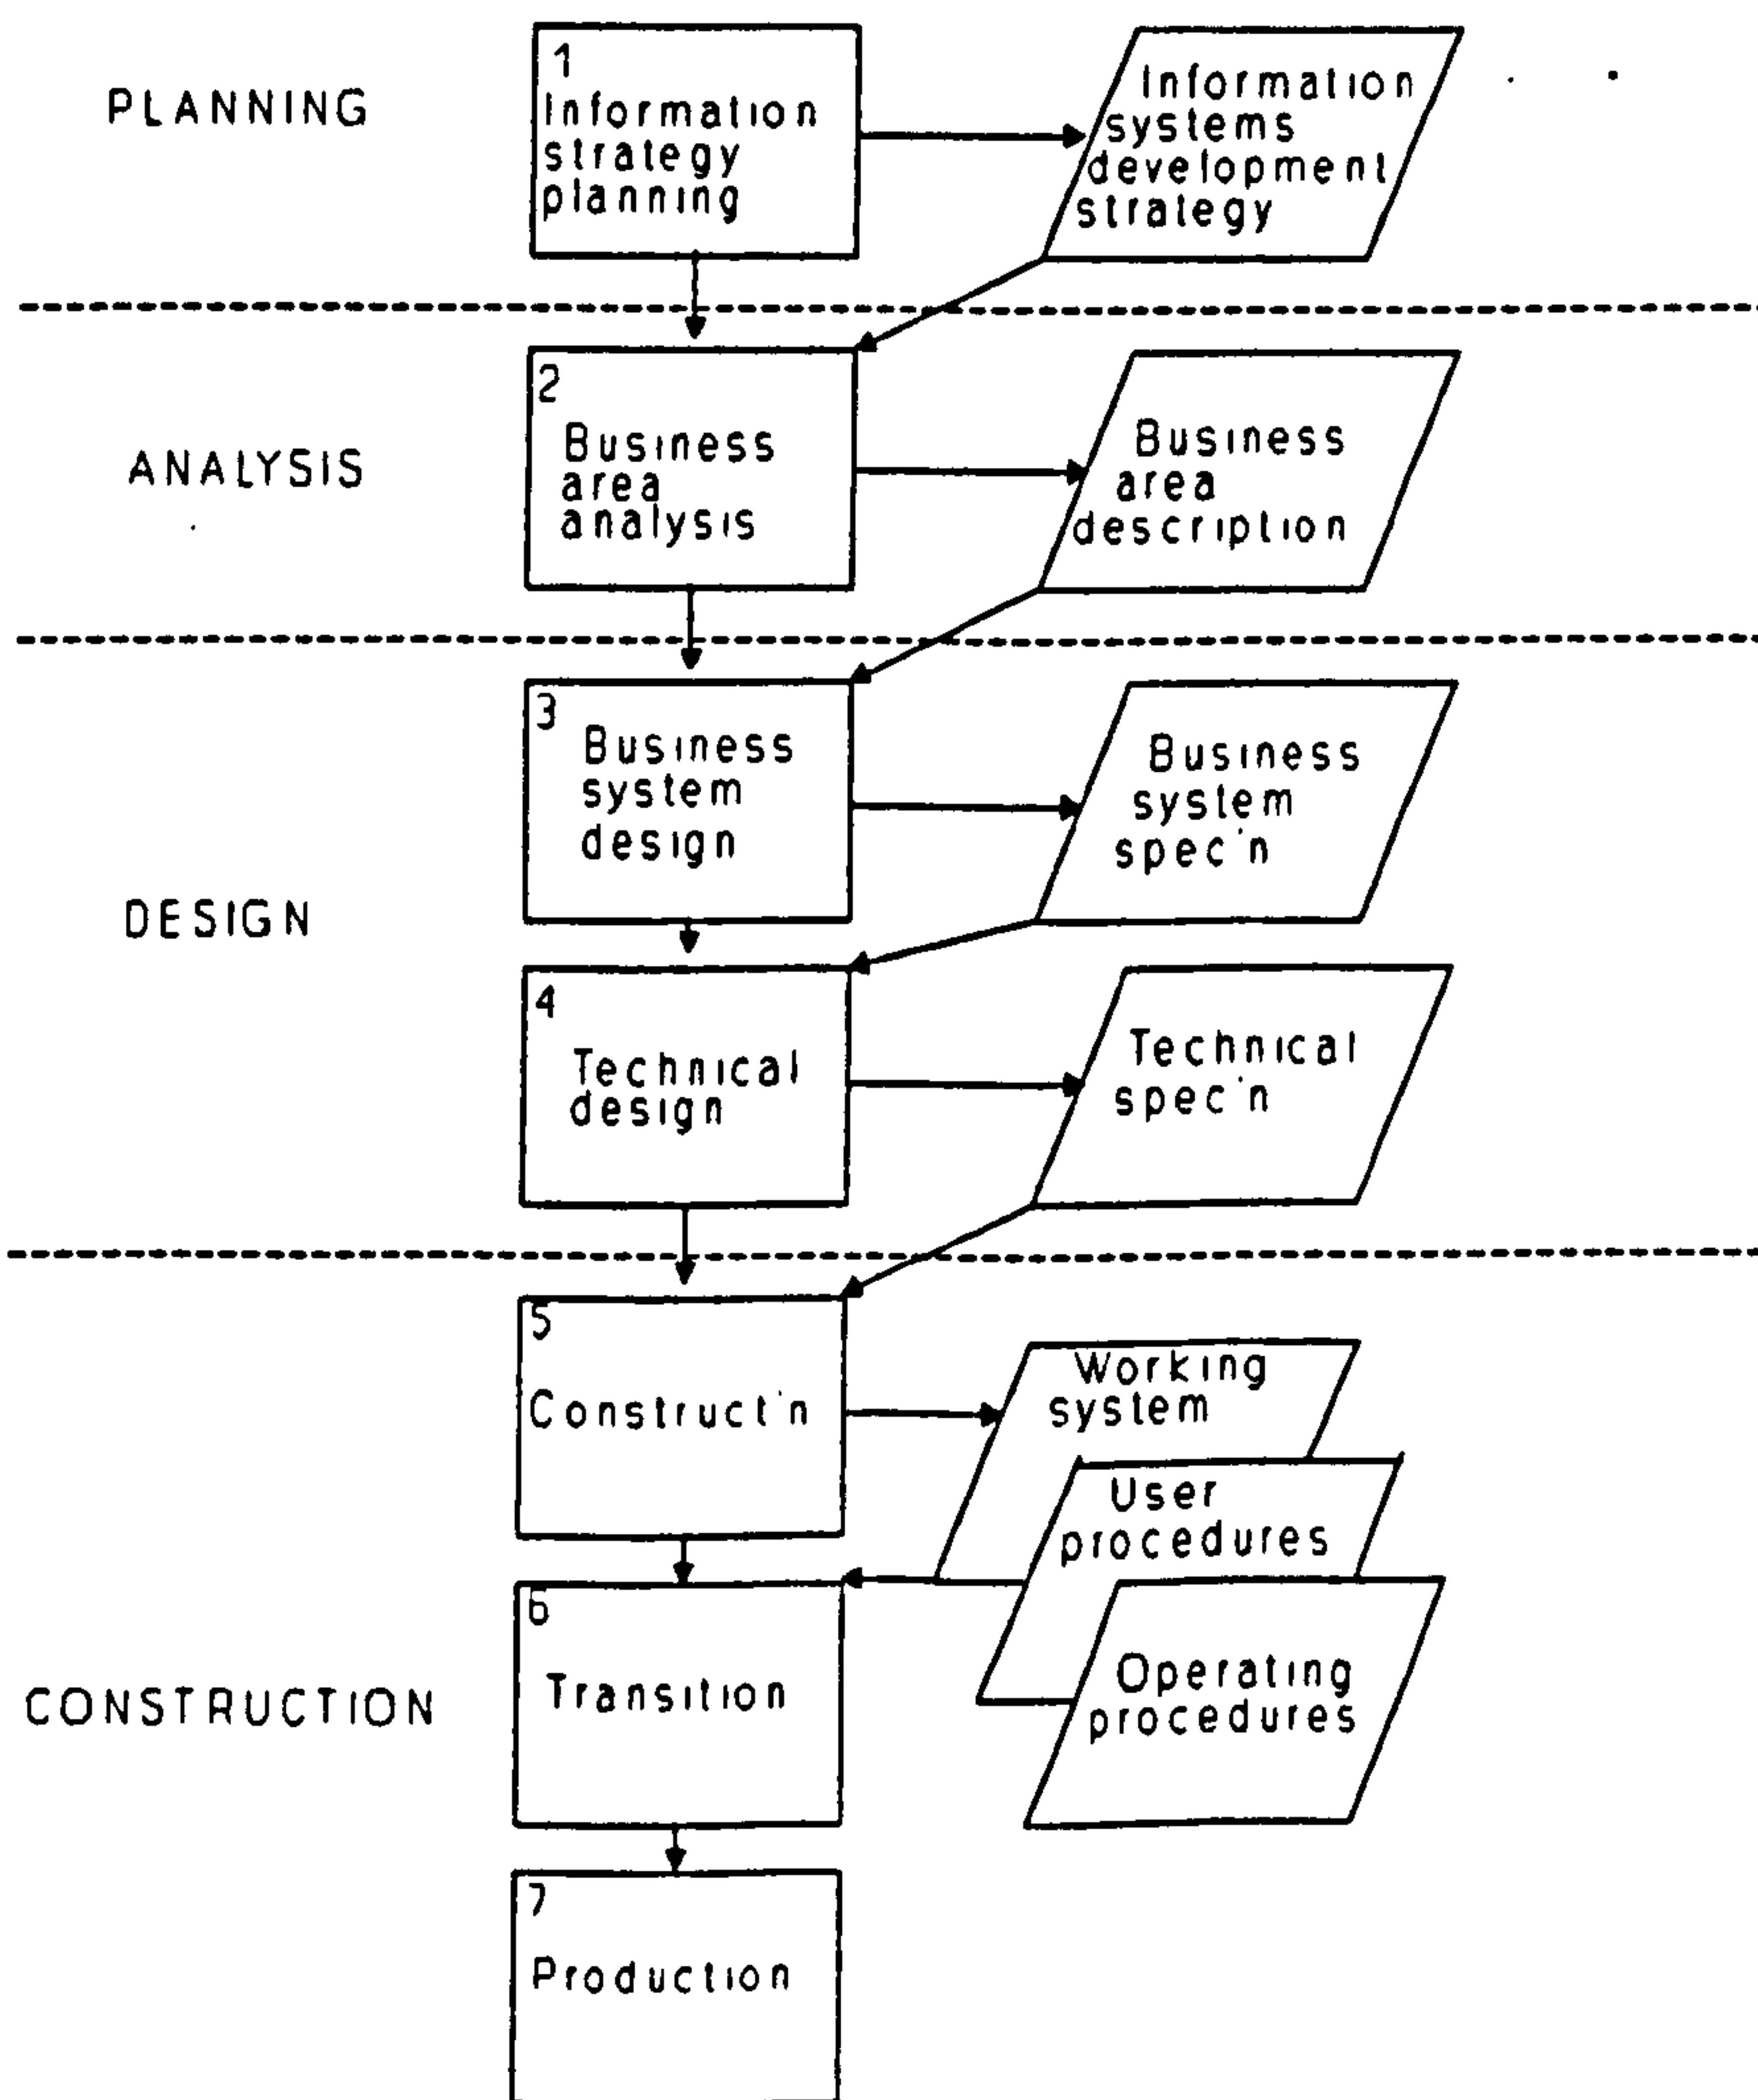 PLANNING
1
Information
strategy
planning
Information
systems
development
strategy
ANALYSIS
2
Business
area
analysis
Business
area
description
DESIGN
3
Business
system
design
Business
system
spec'n
4
Technical
design
Technical
spec'n
CONSTRUCTION
5
Construct'n
Working
system
User
procedures
Operating
procedures
6
Transition
7
Production